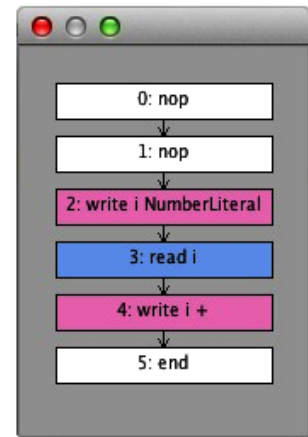 0: nop
1: nop
2: write i NumberLiteral
3: read i
4: write i +
5: end